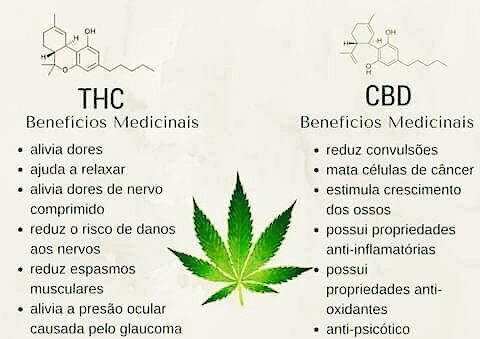 OH
H
H
O
THC
Benefícios Medicinais
• alivia dores
• ajuda a relaxar
• alivia dores de nervo
comprimido
• reduz o risco de danos
aos nervos
• reduz espasmos
musculares
• alivia a presão ocular
causada pelo glaucoma
OH
H
H
OH
CBD
Benefícios Medicinais
• reduz convulsões
• mata células de câncer
• estimula crescimento
dos ossos
• possui propriedades
anti-inflamatórias
• possui
propriedades anti-
oxidantes
• anti-psicótico